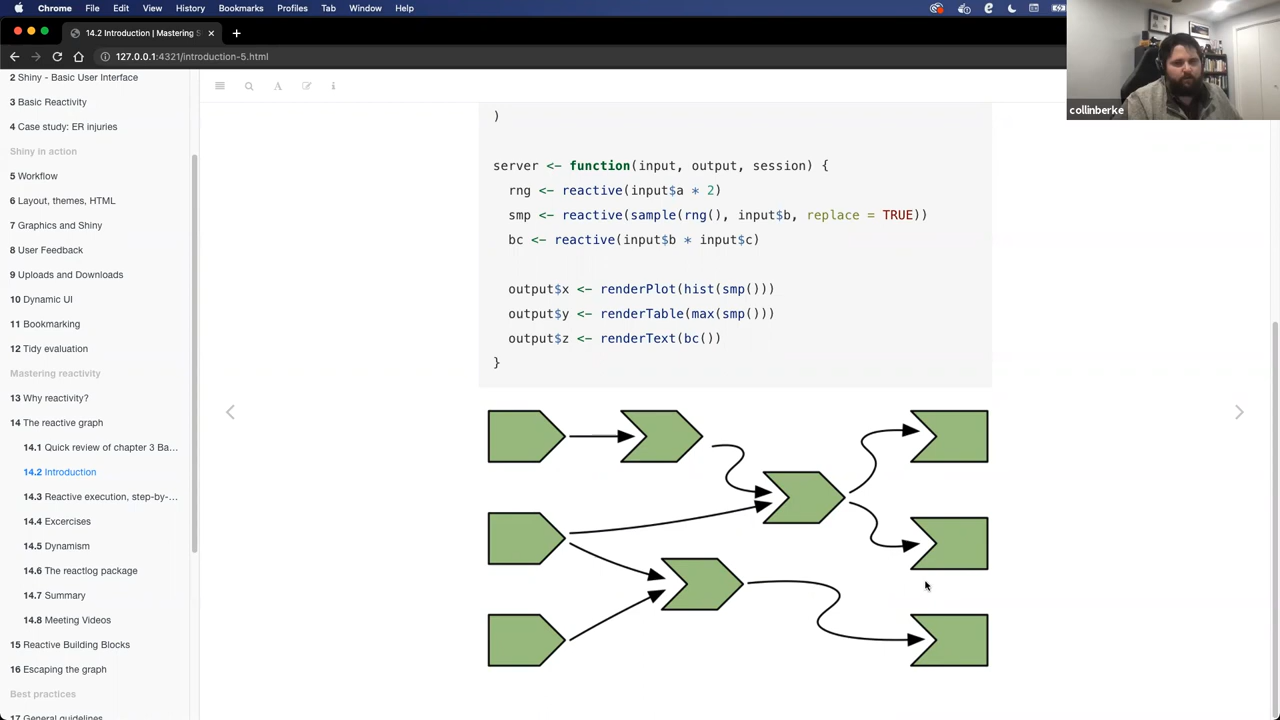 Chrome File Edit View History Bookmarks Profiles Tab Window Help
14.2 Introduction | Mastering S
127.0.0.1:4321/introduction-5.html
collinberke
2 Shiny - Basic User Interface
3 Basic Reactivity
4 Case study: ER injuries
Shiny in action
5 Workflow
6 Layout, themes, HTML
7 Graphics and Shiny
8 User Feedback
9 Uploads and Downloads
10 Dynamic UI
11 Bookmarking
12 Tidy evaluation
Mastering reactivity
13 Why reactivity?
14 The reactive graph
14.1 Quick review of chapter 3 Ba...
14.2 Introduction
14.3 Reactive execution, step-by-...
14.4 Excercises
14.5 Dynamism
14.6 The reactlog package
14.7 Summary
14.8 Meeting Videos
15 Reactive Building Blocks
16 Escaping the graph
Best practices
17 General guidelines
)
server <- function(input, output, session) {
rng <- reactive(input$a * 2)
smp <- reactive(sample(rng(), input$b, replace = TRUE))
bc <- reactive(input$b * input$c)
output$x <- renderPlot(hist(smp()))
output$y <- renderTable(max(smp()))
output$z <- renderText(bc())
}